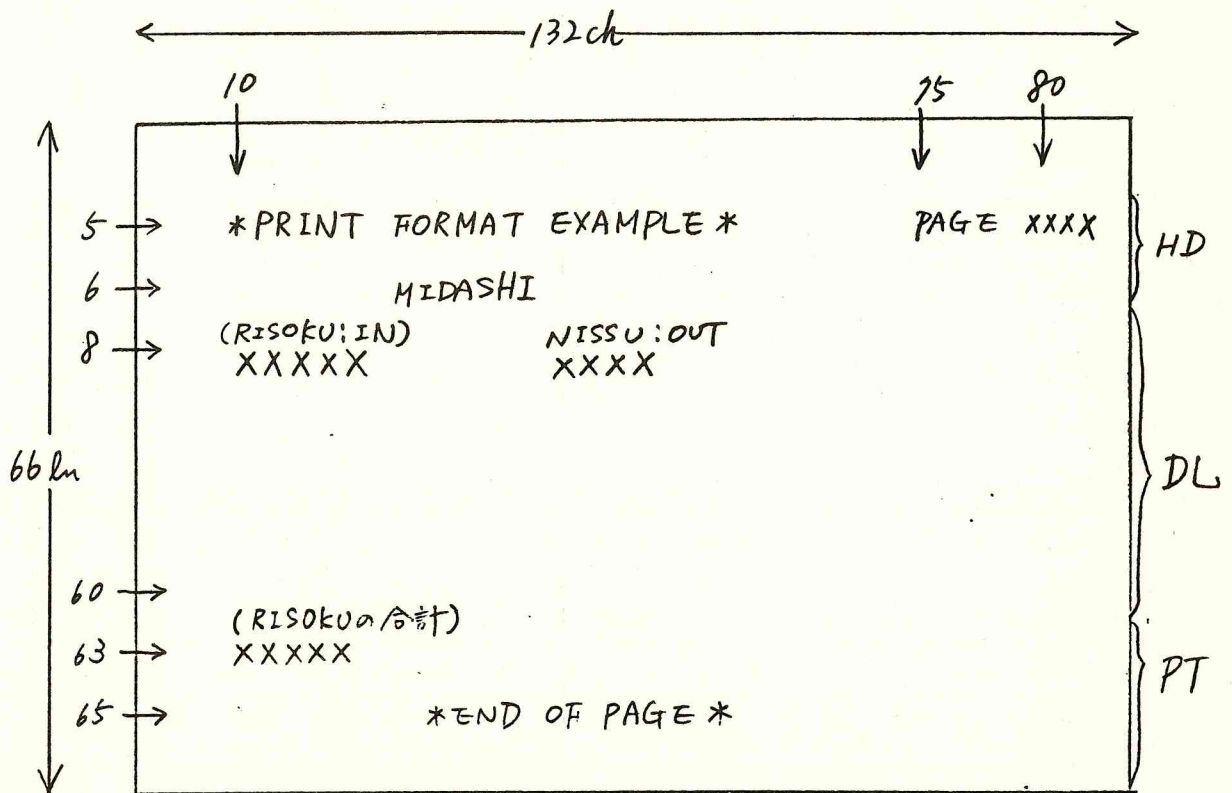 132ch
10 75 80
5 *PRINT FORMAT EXAMPLE* PAGE XXXX HD
6 MIDASHI
(RISOKU:IN) NISSU:OUT
8 XXXXX XXXX
66ln DL
60
(RISOKUの合計)
63 XXXXX PT
65 *END OF PAGE*